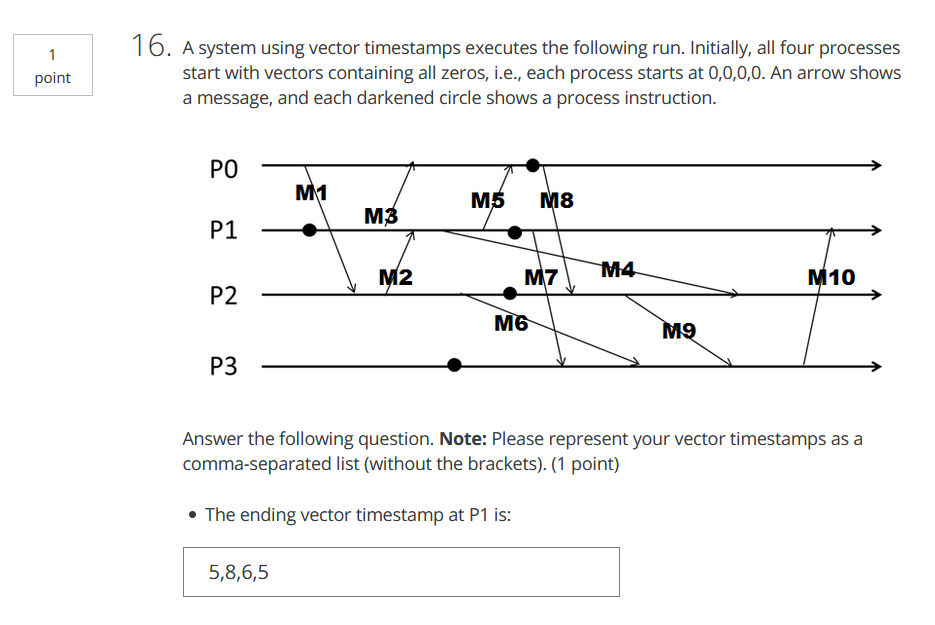 1
point
16. A system using vector timestamps executes the following run. Initially, all four processes
start with vectors containing all zeros, i.e., each process starts at 0,0,0,0. An arrow shows
a message, and each darkened circle shows a process instruction.
P0
M1
M5
M8
M3
P1
M2
M7
M4
M10
P2
M6
M9
P3
Answer the following question. Note: Please represent your vector timestamps as a
comma-separated list (without the brackets). (1 point)
• The ending vector timestamp at P1 is:
5,8,6,5